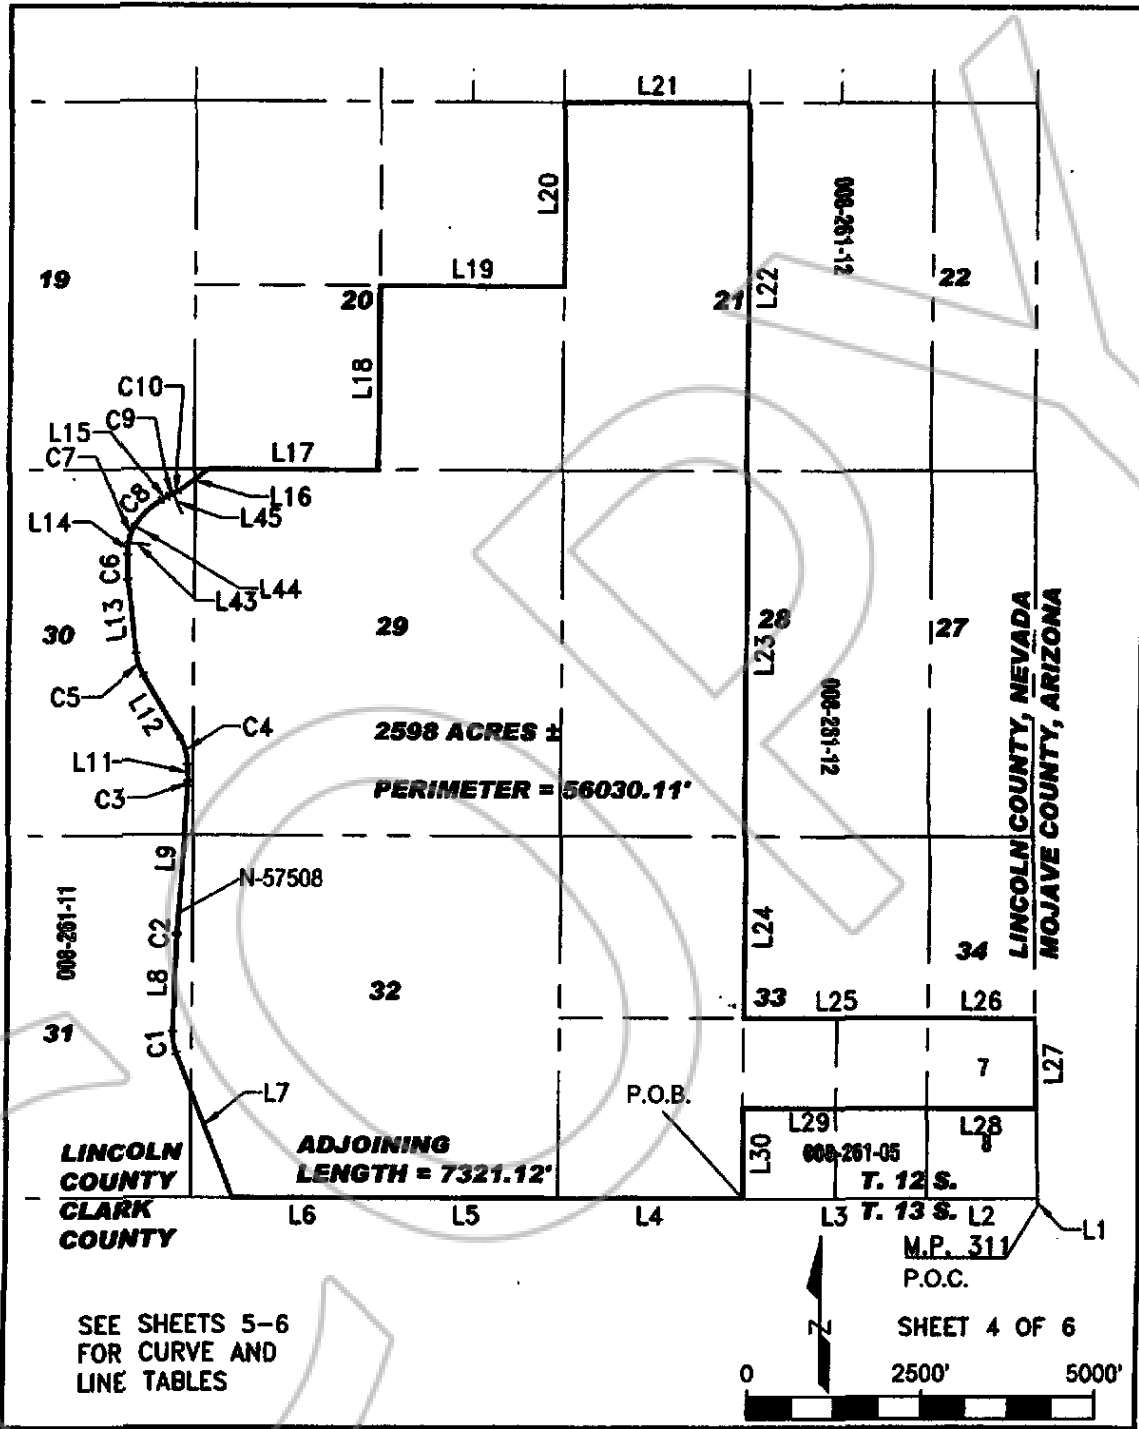 L21
L20
008-261-12
19
L19
22
20
21
L22
L18
C10
C9
L15
C7
L17
C8
L16
L45
L14
C6
L44
L43
L13
30
29
28
27
L23
C5
L12
C4
008-281-12
LINCOLN COUNTY, NEVADA
MOJAVE COUNTY, ARIZONA
2598 ACRES ±
L11
C3
PERIMETER = 56030.11'
L9
N-57508
008-261-11
C2
L24
34
L8
32
33
L25
L26
31
C1
7
L27
L7
P.O.B.
L29
L28
8
L30
008-261-05
LINCOLN
COUNTY
CLARK
COUNTY
ADJOINING
LENGTH = 7321.12'
T. 12 S.
T. 13 S.
L6
L5
L4
L3
L2
L1
M.P. 311
P.O.C.
SEE SHEETS 5-6
FOR CURVE AND
LINE TABLES
N
SHEET 4 OF 6
0 2500' 5000'
COPY